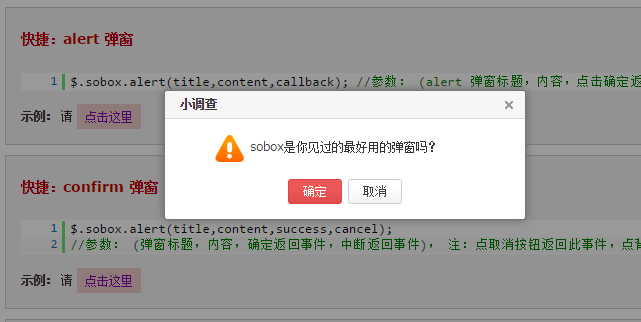 快捷：alert 弹窗
1 $.sobox.alert(title,content,callback); //参数： (alert 弹窗标题，内容，点击确定返
示例： 请 点击这里
小调查 ×
sobox是你见过的最好用的弹窗吗？
确定 取消
快捷：confirm 弹窗
1 $.sobox.alert(title,content,success,cancel);
2 //参数： (弹窗标题，内容，确定返回事件，中断返回事件)， 注：点取消按钮返回此事件，点背
示例： 请 点击这里